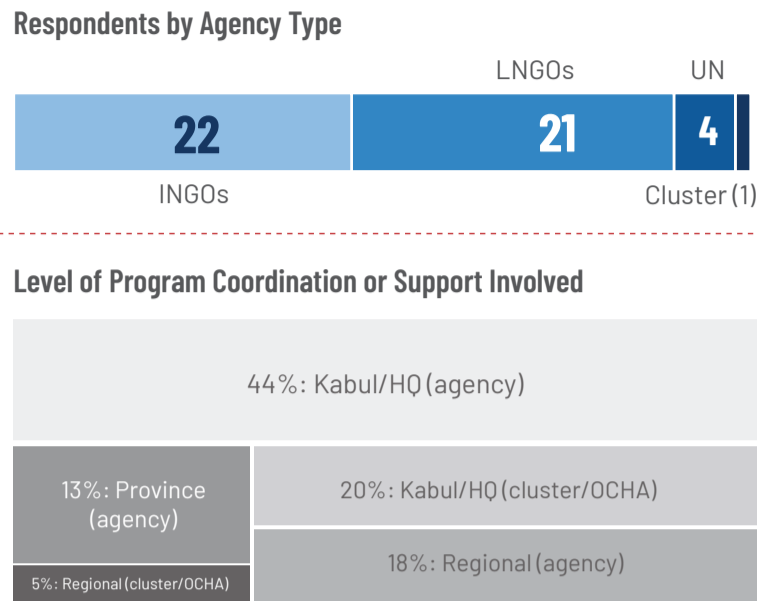 Respondents by Agency Type
LNGOs
UN
22
21
4
INGOs
Cluster (1)
Level of Program Coordination or Support Involved
44%: Kabul/HQ (agency)
13%: Province
(agency)
20%: Kabul/HQ (cluster/OCHA)
18%: Regional (agency)
5%: Regional (cluster/OCHA)